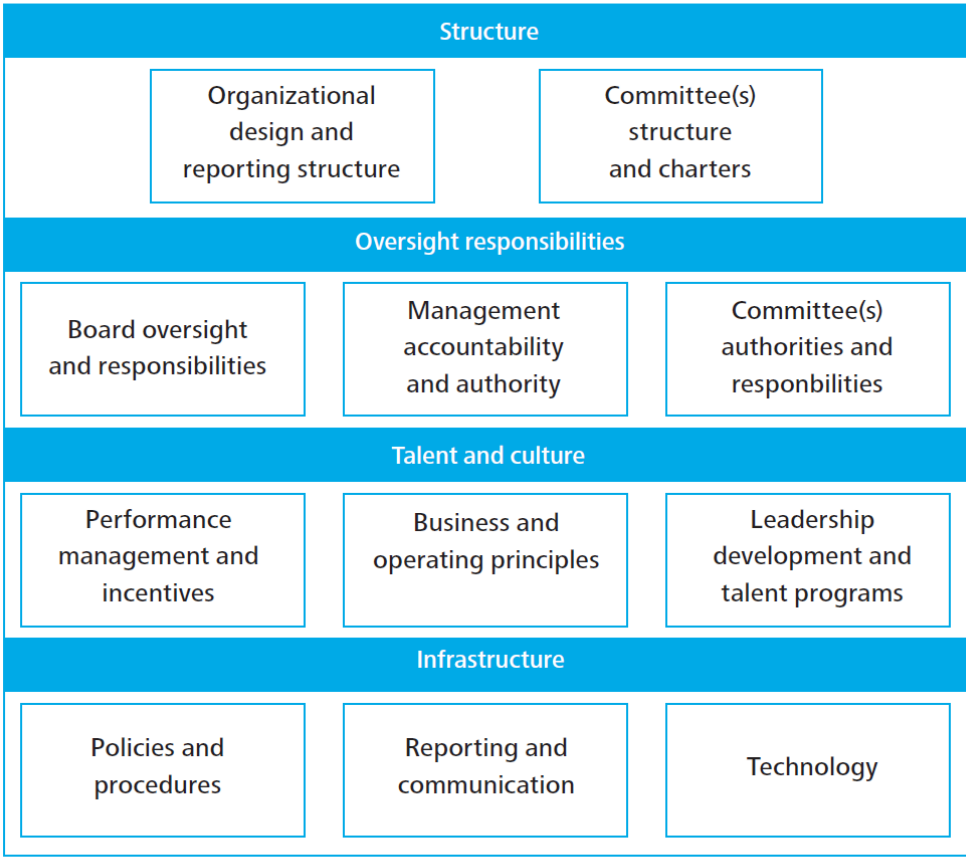 Structure
Organizational
design and
reporting structure
Committee(s)
structure
and charters
Oversight responsibilities
Board oversight
and responsibilities
Management
accountability
and authority
Committee(s)
authorities and
responbilities
Talent and culture
Performance
management and
incentives
Business and
operating principles
Leadership
development and
talent programs
Infrastructure
Policies and
procedures
Reporting and
communication
Technology